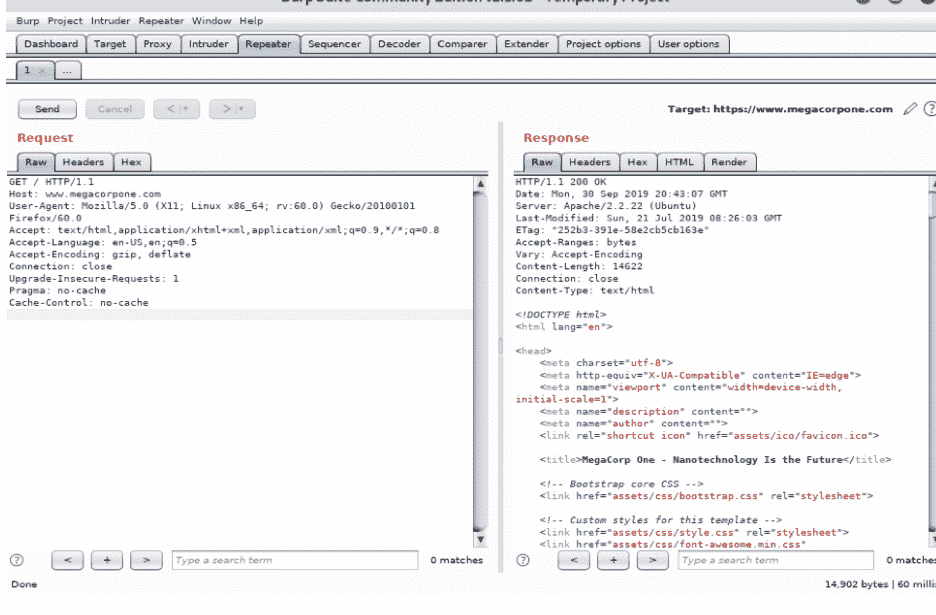 Burp Suite Community Edition v2.1.02 - Temporary Project
Burp Project Intruder Repeater Window Help
Dashboard Target Proxy Intruder Repeater Sequencer Decoder Comparer Extender Project options User options
1 × ...
Send Cancel < > Target: https://www.megacorpone.com ?
Request
Raw Headers Hex
GET / HTTP/1.1
Host: www.megacorpone.com
User-Agent: Mozilla/5.0 (X11; Linux x86_64; rv:60.0) Gecko/20100101
Firefox/60.0
Accept: text/html,application/xhtml+xml,application/xml;q=0.9,*/*;q=0.8
Accept-Language: en-US,en;q=0.5
Accept-Encoding: gzip, deflate
Connection: close
Upgrade-Insecure-Requests: 1
Pragma: no-cache
Cache-Control: no-cache
? < + > Type a search term 0 matches
Response
Raw Headers Hex HTML Render
HTTP/1.1 200 OK
Date: Mon, 30 Sep 2019 20:43:07 GMT
Server: Apache/2.2.22 (Ubuntu)
Last-Modified: Sun, 21 Jul 2019 08:26:03 GMT
ETag: "252b3-391e-58e2cb5cb163e"
Accept-Ranges: bytes
Vary: Accept-Encoding
Content-Length: 14622
Connection: close
Content-Type: text/html
<!DOCTYPE html>
<html lang="en">
<head>
<meta charset="utf-8">
<meta http-equiv="X-UA-Compatible" content="IE=edge">
<meta name="viewport" content="width=device-width,
initial-scale=1">
<meta name="description" content="">
<meta name="author" content="">
<link rel="shortcut icon" href="assets/ico/favicon.ico">
<title>MegaCorp One - Nanotechnology Is the Future</title>
<!-- Bootstrap core CSS -->
<link href="assets/css/bootstrap.css" rel="stylesheet">
<!-- Custom styles for this template -->
<link href="assets/css/style.css" rel="stylesheet">
<link href="assets/css/font-awesome.min.css"
? < + > Type a search term 0 matches
Done 14,902 bytes | 60 milli